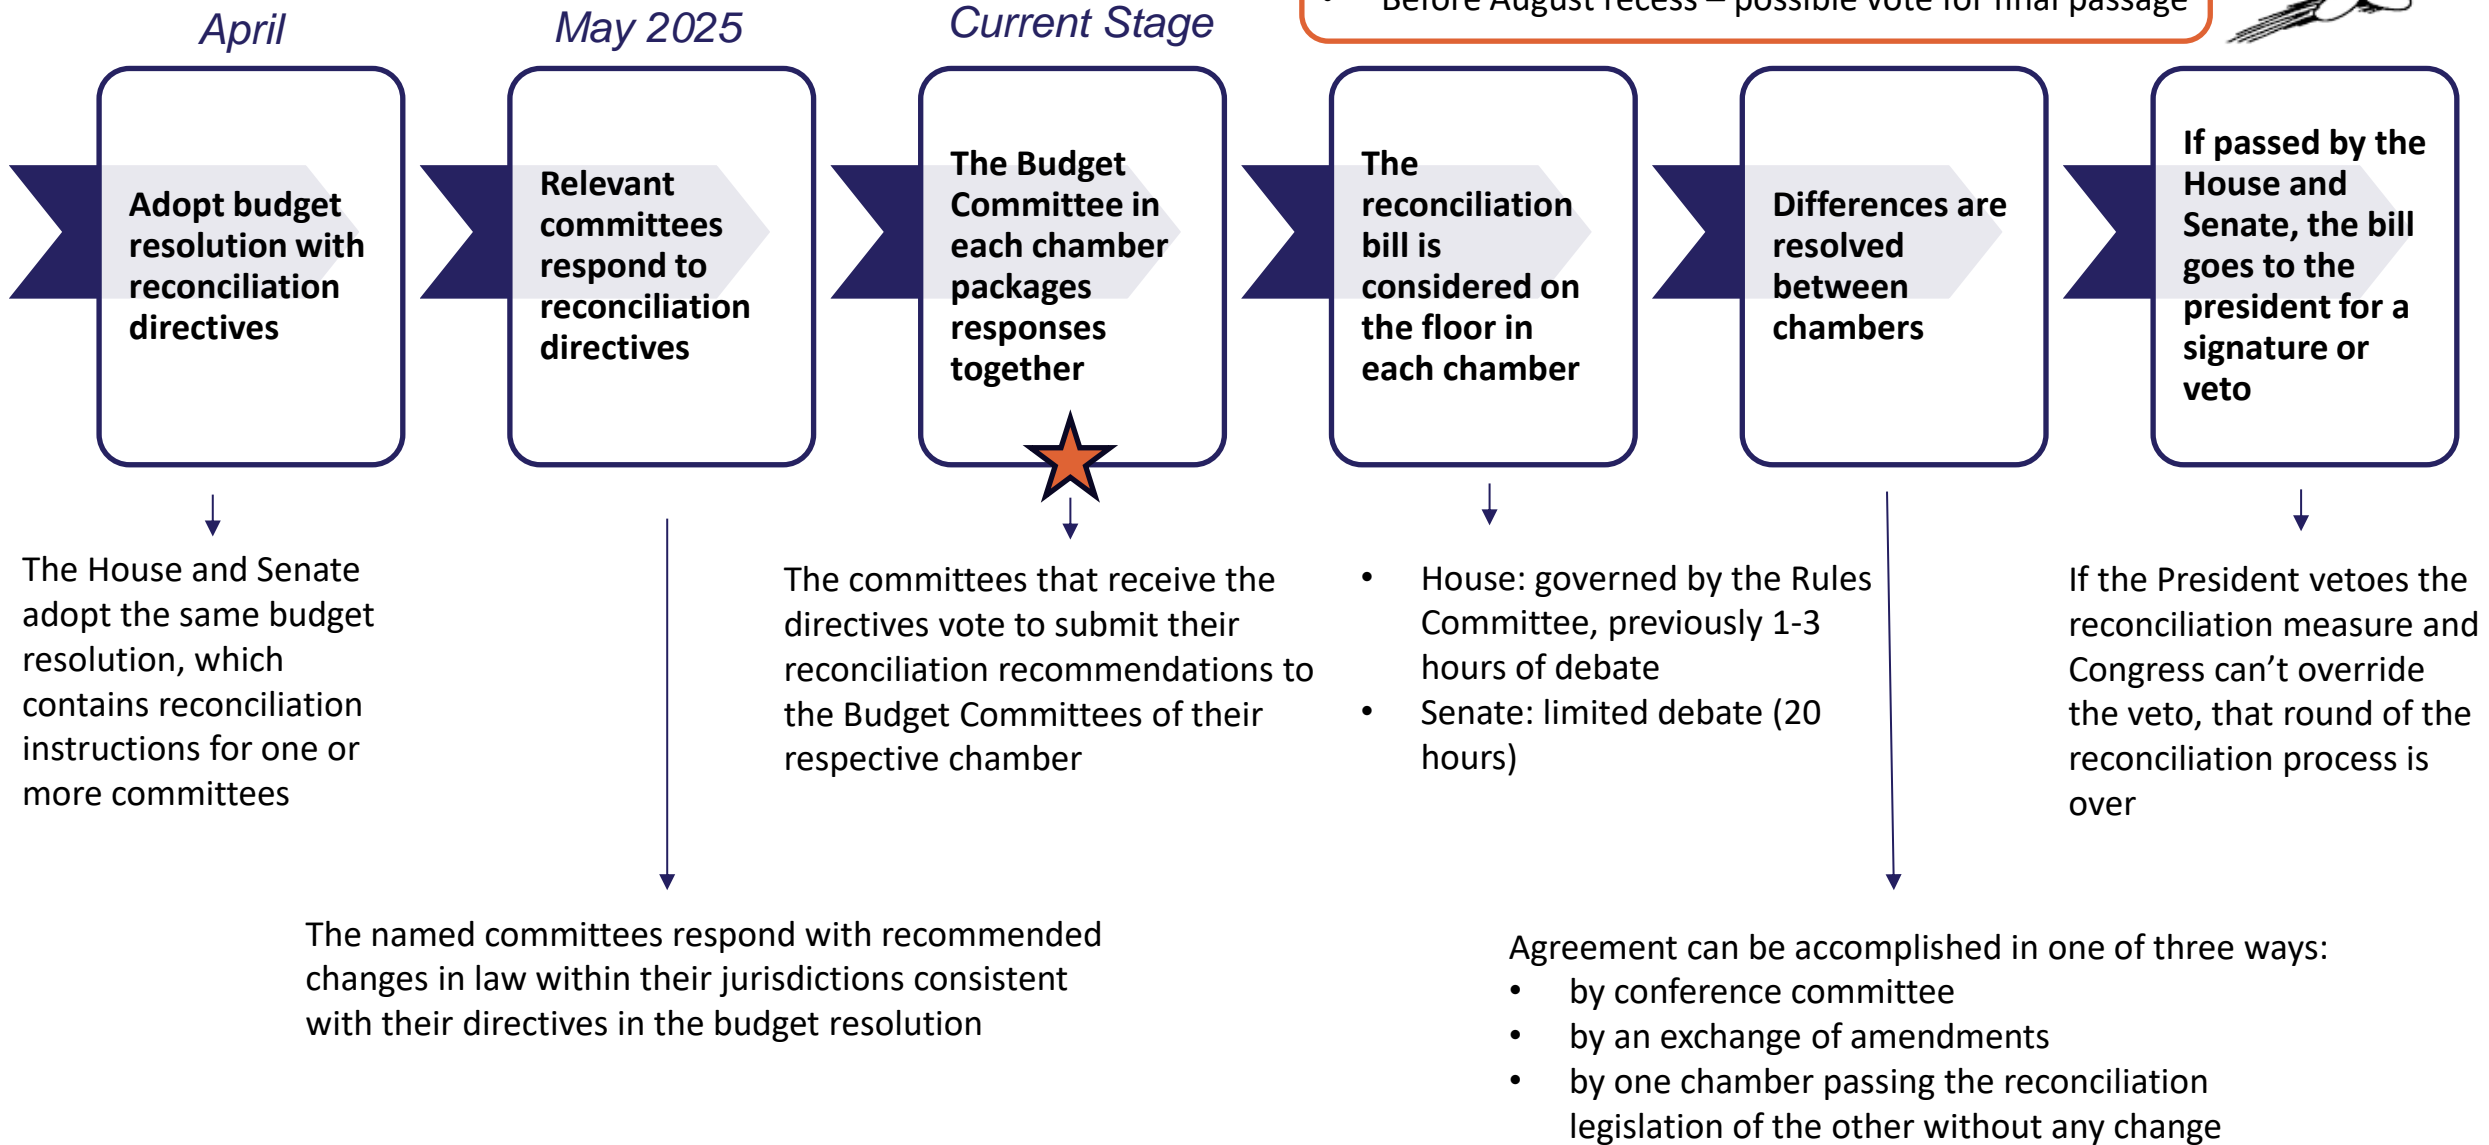 • Before August recess – possible vote for final passage
April
May 2025
Current Stage
Adopt budget
resolution with
reconciliation
directives
Relevant
committees
respond to
reconciliation
directives
The Budget
Committee in
each chamber
packages
responses
together
The
reconciliation
bill is
considered on
the floor in
each chamber
Differences are
resolved
between
chambers
If passed by the
House and
Senate, the bill
goes to the
president for a
signature or
veto
The House and Senate
adopt the same budget
resolution, which
contains reconciliation
instructions for one or
more committees
The committees that receive the
directives vote to submit their
reconciliation recommendations to
the Budget Committees of their
respective chamber
• House: governed by the Rules
Committee, previously 1-3
hours of debate
• Senate: limited debate (20
hours)
If the President vetoes the
reconciliation measure and
Congress can’t override
the veto, that round of the
reconciliation process is
over
The named committees respond with recommended
changes in law within their jurisdictions consistent
with their directives in the budget resolution
Agreement can be accomplished in one of three ways:
• by conference committee
• by an exchange of amendments
• by one chamber passing the reconciliation
legislation of the other without any change